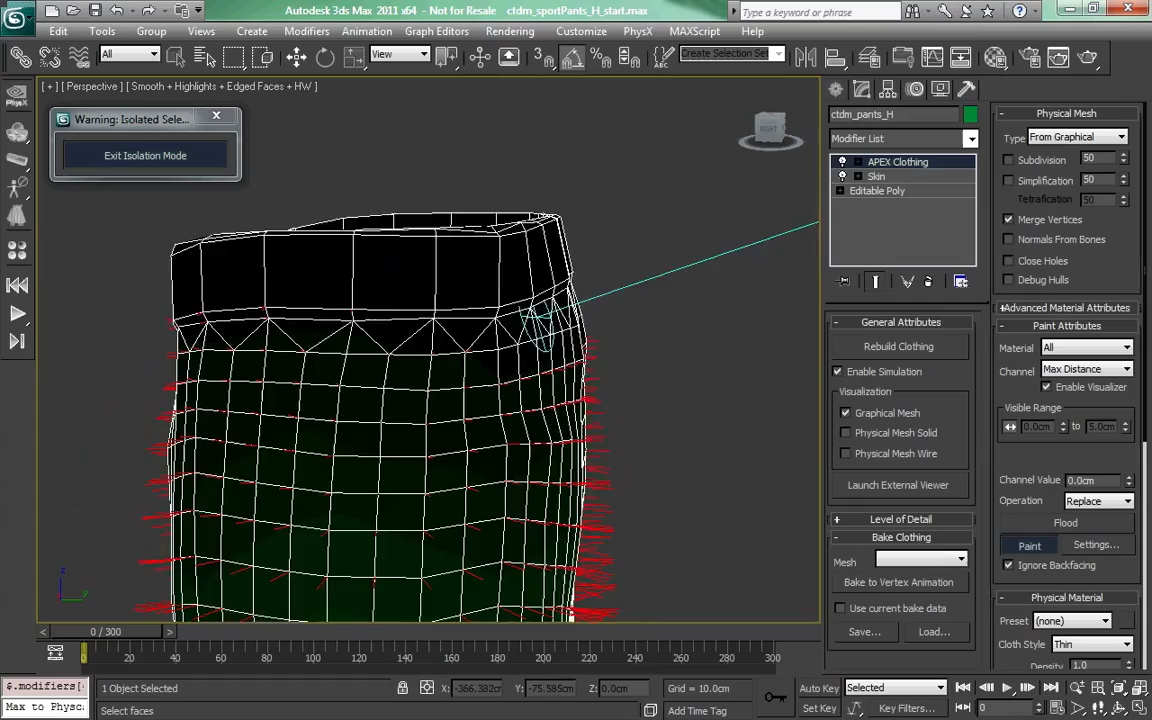 Autodesk 3ds Max 2011 x64 - Not for Resale ctdm_sportPants_H_start.max
Type a keyword or phrase
Edit Tools Group Views Create Modifiers Animation Graph Editors Rendering Customize PhysX MAXScript Help
All View Create Selection Set
[ + ] [ Perspective ] [ Smooth + Highlights + Edged Faces + HW ]
Warning: Isolated Sele...
Exit Isolation Mode
RIGHT
PhysX
ctdm_pants_H
Modifier List
APEX Clothing
Skin
Editable Poly
General Attributes
Rebuild Clothing
Enable Simulation
Visualization
Graphical Mesh
Physical Mesh Solid
Physical Mesh Wire
Launch External Viewer
Level of Detail
Bake Clothing
Mesh
Bake to Vertex Animation
Use current bake data
Save... Load...
Physical Mesh
Type From Graphical
Subdivision 50
Simplification 50
Tetrafication 50
Merge Vertices
Normals From Bones
Close Holes
Debug Hulls
Advanced Material Attributes
Paint Attributes
Material All
Channel Max Distance
Enable Visualizer
Visible Range
0.0cm to 5.0cm
Channel Value 0.0cm
Operation Replace
Flood
Paint Settings...
Ignore Backfacing
Physical Material
Preset (none)
Cloth Style Thin
Density 1.0
z
y
0 / 300
0 20 40 60 80 100 120 140 160 180 200 220 240 260 280 300
$.modifiers[
Max to Physc
1 Object Selected
Select faces
X: -366.382cm Y: -75.585cm Z: 0.0cm Grid = 10.0cm
Add Time Tag
Auto Key Selected
Set Key Key Filters...
0